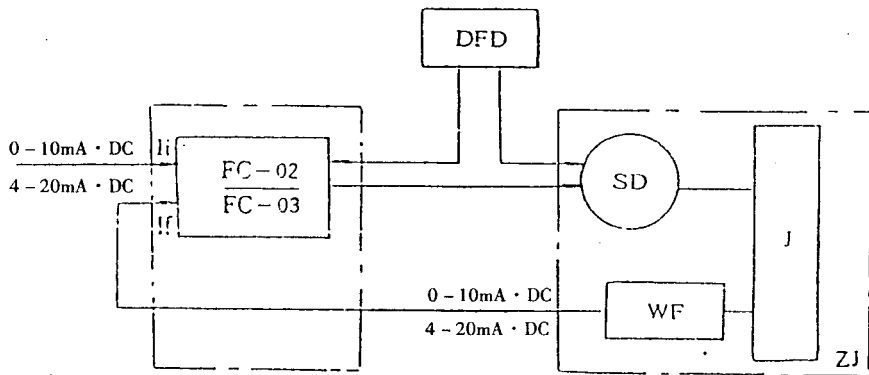 DFD
0-10mA·DC
4-20mA·DC
Ii
If
FC-02
FC-03
SD
J
0-10mA·DC
4-20mA·DC
WF
ZJ